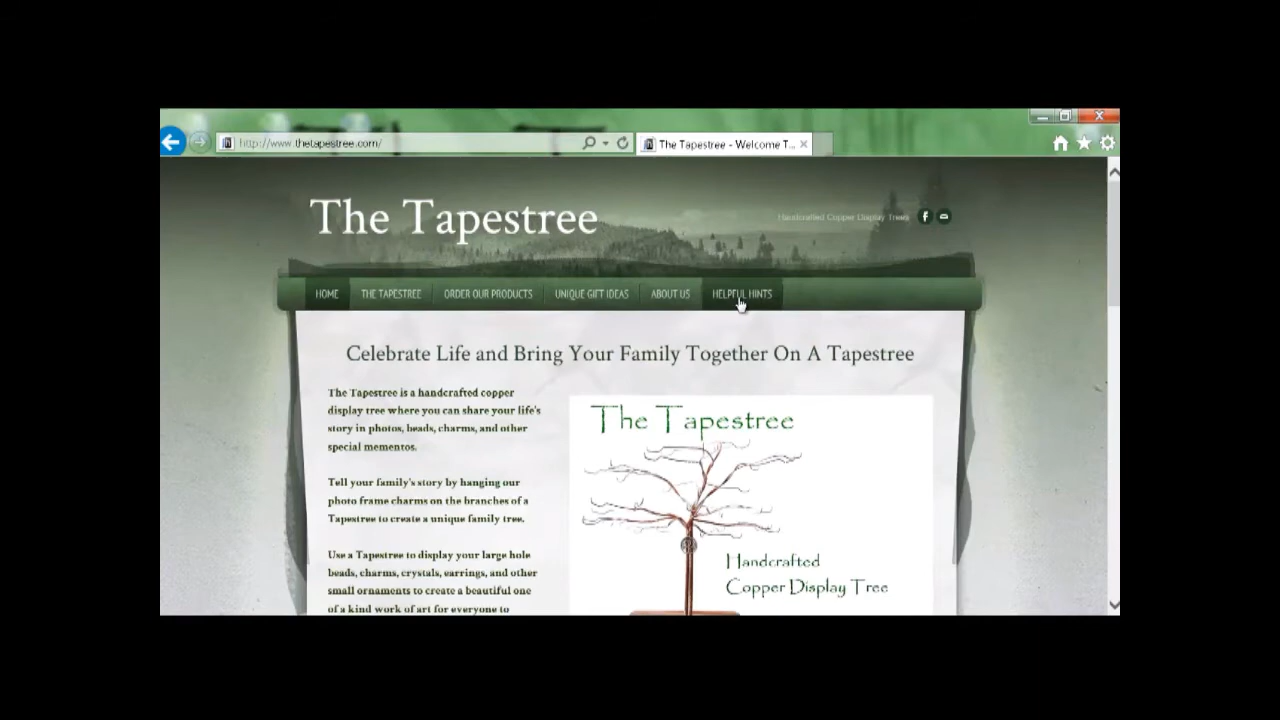 http://www.thetapestree.com/
The Tapestree - Welcome T...
The Tapestree
Handcrafted Copper Display Trees
HOME
THE TAPESTREE
ORDER OUR PRODUCTS
UNIQUE GIFT IDEAS
ABOUT US
HELPFUL HINTS
Celebrate Life and Bring Your Family Together On A Tapestree
The Tapestree is a handcrafted copper
display tree where you can share your life's
story in photos, beads, charms, and other
special mementos.
Tell your family's story by hanging our
photo frame charms on the branches of a
Tapestree to create a unique family tree.
Use a Tapestree to display your large hole
beads, charms, crystals, earrings, and other
small ornaments to create a beautiful one
of a kind work of art for everyone to
The Tapestree
Handcrafted
Copper Display Tree